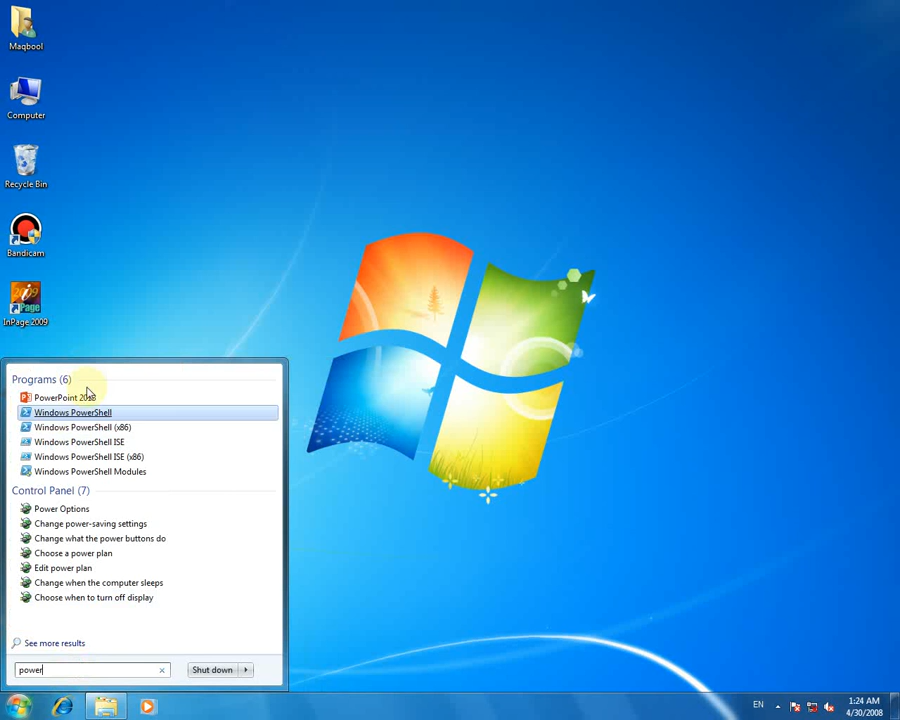 Maqbool
Computer
Recycle Bin
Bandicam
2009
InPage
InPage 2009
Programs (6)
PowerPoint
Windows PowerShell
Windows PowerShell (x86)
Windows PowerShell ISE
Windows PowerShell ISE (x86)
Windows PowerShell Modules
Control Panel (7)
Power Options
Change power-saving settings
Change what the power buttons do
Choose a power plan
Edit power plan
Change when the computer sleeps
Choose when to turn off display
See more results
power
Shut down
EN
1:24 AM
4/30/2008